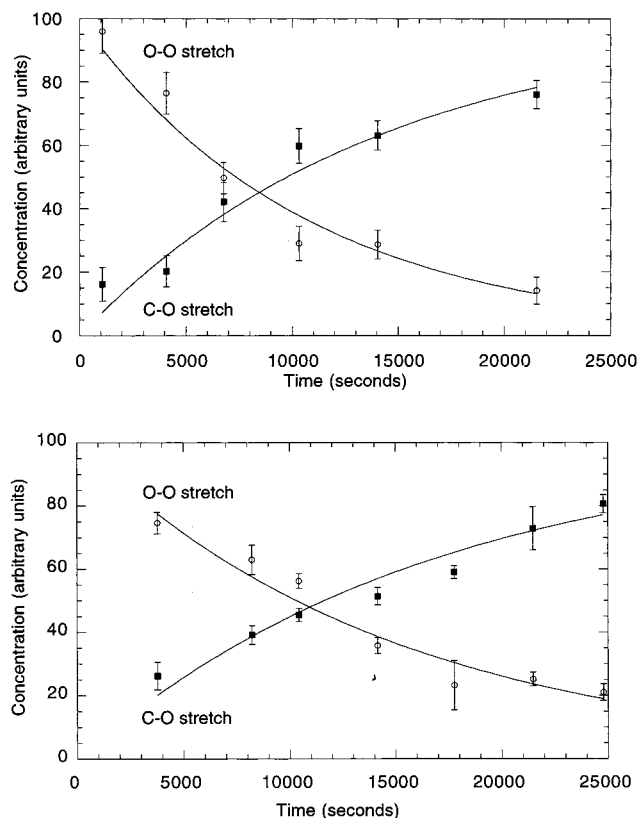 100
80
60
40
20
0
Concentration (arbitrary units)
O-O stretch
C-O stretch
0 5000 10000 15000 20000 25000
Time (seconds)
100
80
60
40
20
0
Concentration (arbitrary units)
O-O stretch
C-O stretch
0 5000 10000 15000 20000 25000
Time (seconds)